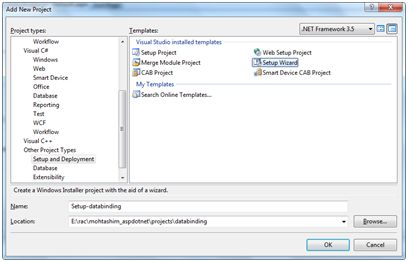 Add New Project
Project types:
Templates:
.NET Framework 3.5
Workflow
Visual C#
Windows
Web
Smart Device
Office
Database
Reporting
Test
WCF
Workflow
Visual C++
Other Project Types
Setup and Deployment
Database
Extensibility
Visual Studio installed templates
Setup Project
Web Setup Project
Merge Module Project
Setup Wizard
CAB Project
Smart Device CAB Project
My Templates
Search Online Templates...
Create a Windows Installer project with the aid of a wizard.
Name:
Setup-databinding
Location:
E:\rac\mohtashim_aspdotnet\projects\databinding
Browse...
OK
Cancel